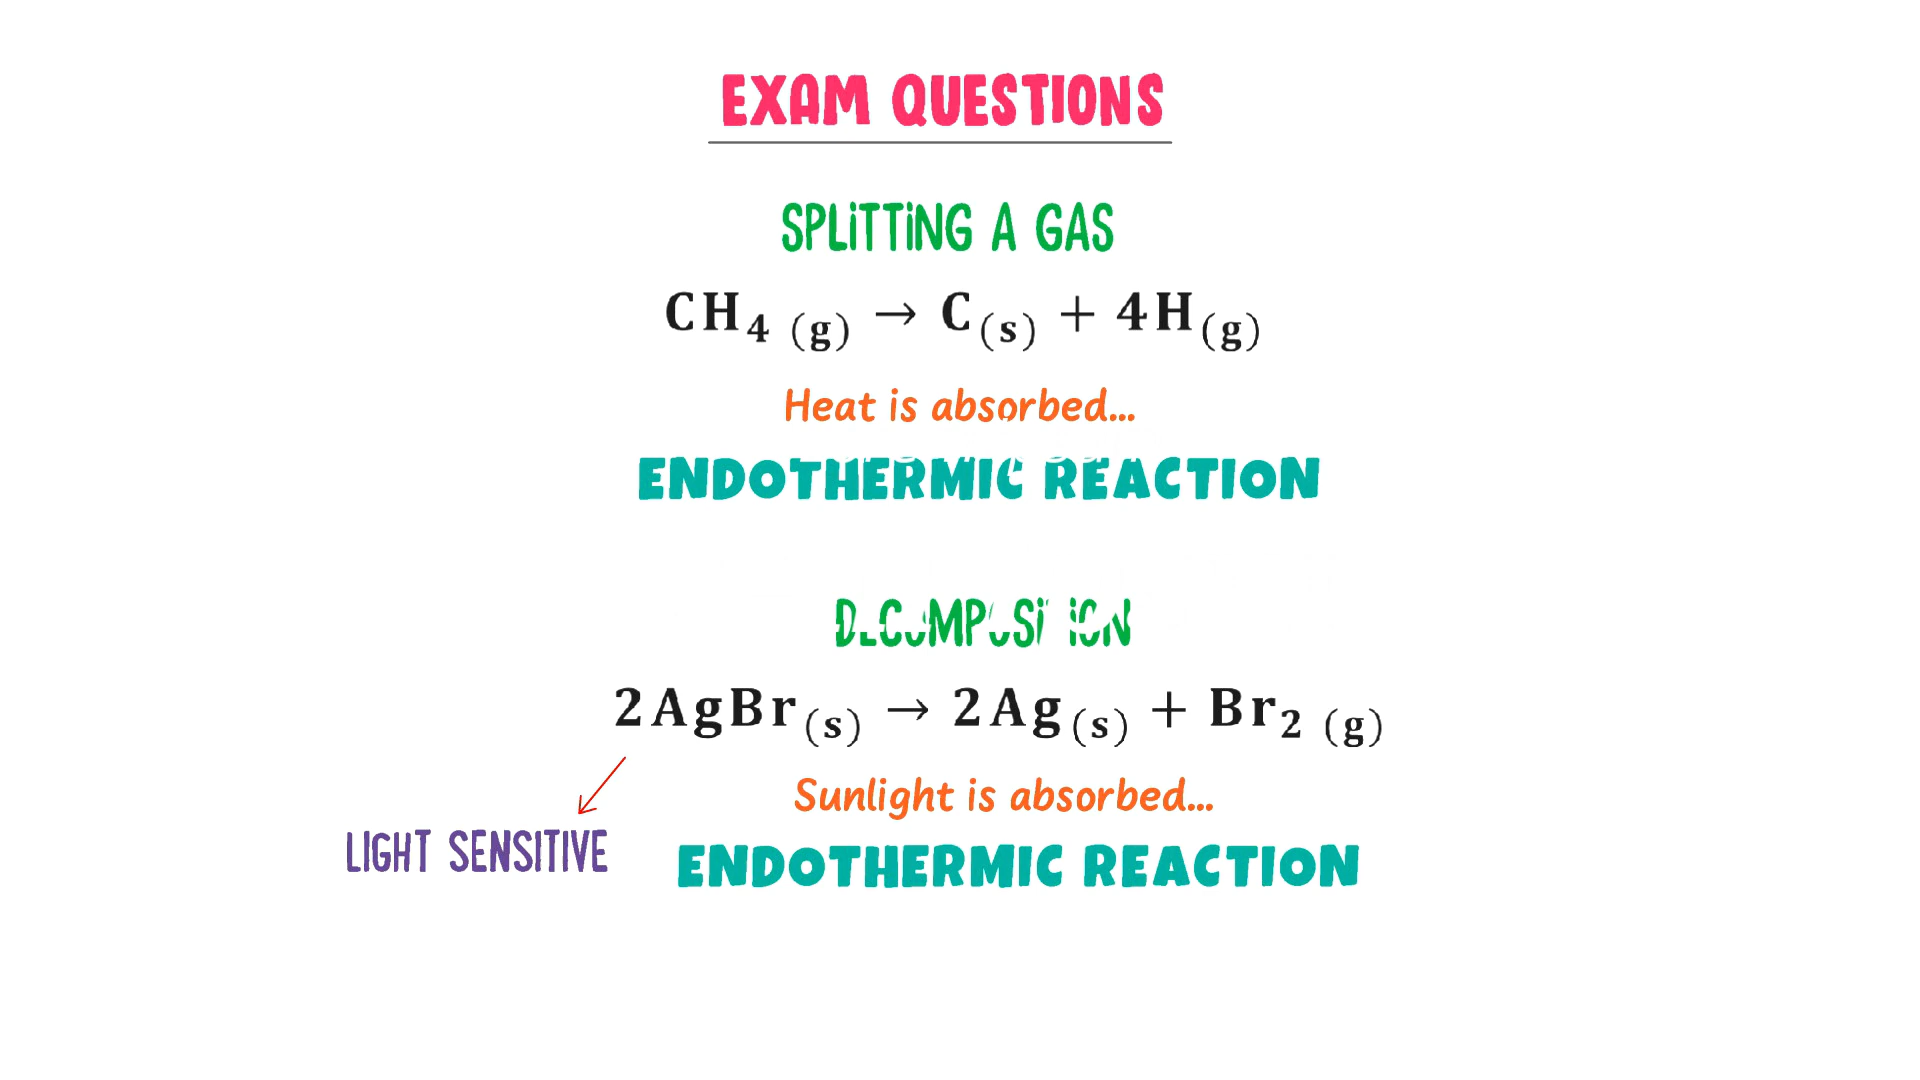 EXAM QUESTIONS
SPLITTING A GAS
CH₄ (g) → C(s) + 4H(g)
Heat is absorbed...
ENDOTHERMIC REACTION
DECOMPOSITION
2AgBr(s) → 2Ag(s) + Br₂ (g)
Sunlight is absorbed...
LIGHT SENSITIVE
ENDOTHERMIC REACTION